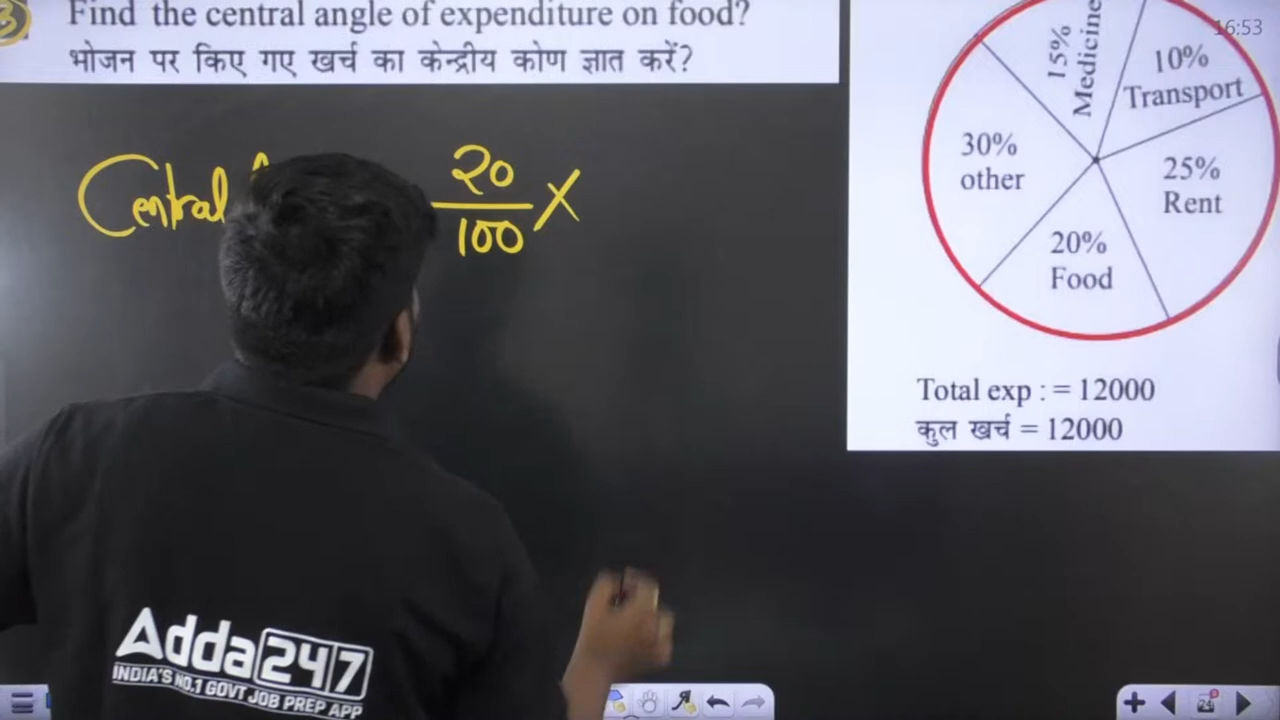 3
Find the central angle of expenditure on food?
भोजन पर किए गए खर्च का केन्द्रीय कोण ज्ञात करें?
Central
20
100
X
16:53
15%
Medicine
10%
Transport
30%
other
25%
Rent
20%
Food
Total exp : = 12000
कुल खर्च = 12000
Adda247
INDIA'S NO.1 GOVT JOB PREP APP
24